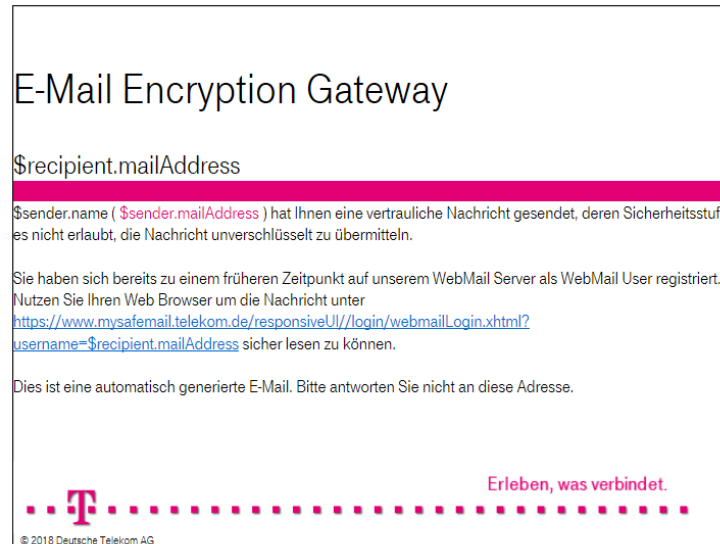 E-Mail Encryption Gateway
$recipient.mailAddress
$sender.name ( $sender.mailAddress ) hat Ihnen eine vertrauliche Nachricht gesendet, deren Sicherheitsstuf
es nicht erlaubt, die Nachricht unverschlüsselt zu übermitteln.
Sie haben sich bereits zu einem früheren Zeitpunkt auf unserem WebMail Server als WebMail User registriert.
Nutzen Sie Ihren Web Browser um die Nachricht unter
https://www.mysafemail.telekom.de/responsiveUI//login/webmailLogin.xhtml?
username=$recipient.mailAddress sicher lesen zu können.
Dies ist eine automatisch generierte E-Mail. Bitte antworten Sie nicht an diese Adresse.
Erleben, was verbindet.
T
© 2018 Deutsche Telekom AG